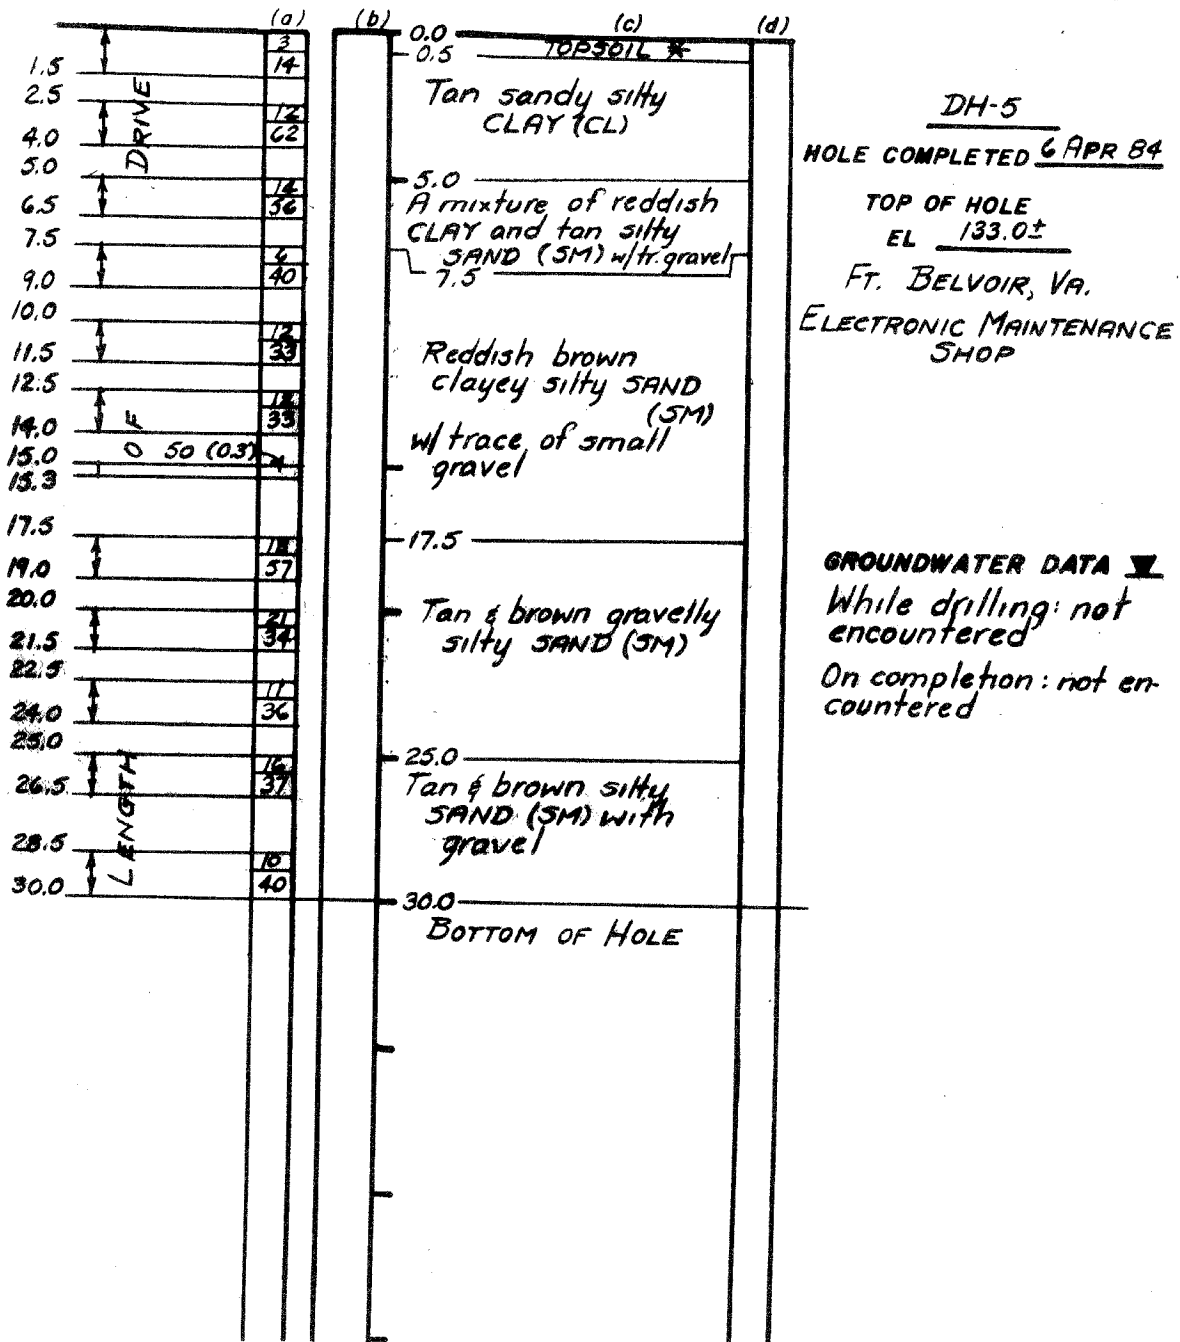 (a) (b) (c) (d)
0.0
3
TOPSOIL *
0.5
14
1.5
2.5
Tan sandy silty
CLAY (CL)
12
62
4.0
DRIVE
5.0
5.0
14
56
6.5
A mixture of reddish
CLAY and tan silty
SAND (SM) w/tr. gravel
7.5
7.5
40
9.0
10.0
12
33
11.5
Reddish brown
clayey silty SAND
(SM)
w/ trace of small
gravel
12.5
33
14.0
OF
50 (0.3)
15.0
15.3
17.5
17.5
57
19.0
20.0
21
34
21.5
Tan & brown gravelly
silty SAND (SM)
22.5
11
36
24.0
25.0
25.0
16
37
26.5
Tan & brown silty
SAND (SM) with
gravel
LENGTH
28.5
10
40
30.0
30.0
BOTTOM OF HOLE
DH-5
HOLE COMPLETED 6 APR 84
TOP OF HOLE
EL 133.0±
FT. BELVOIR, VA.
ELECTRONIC MAINTENANCE
SHOP
GROUNDWATER DATA
While drilling: not
encountered
On completion: not en-
countered